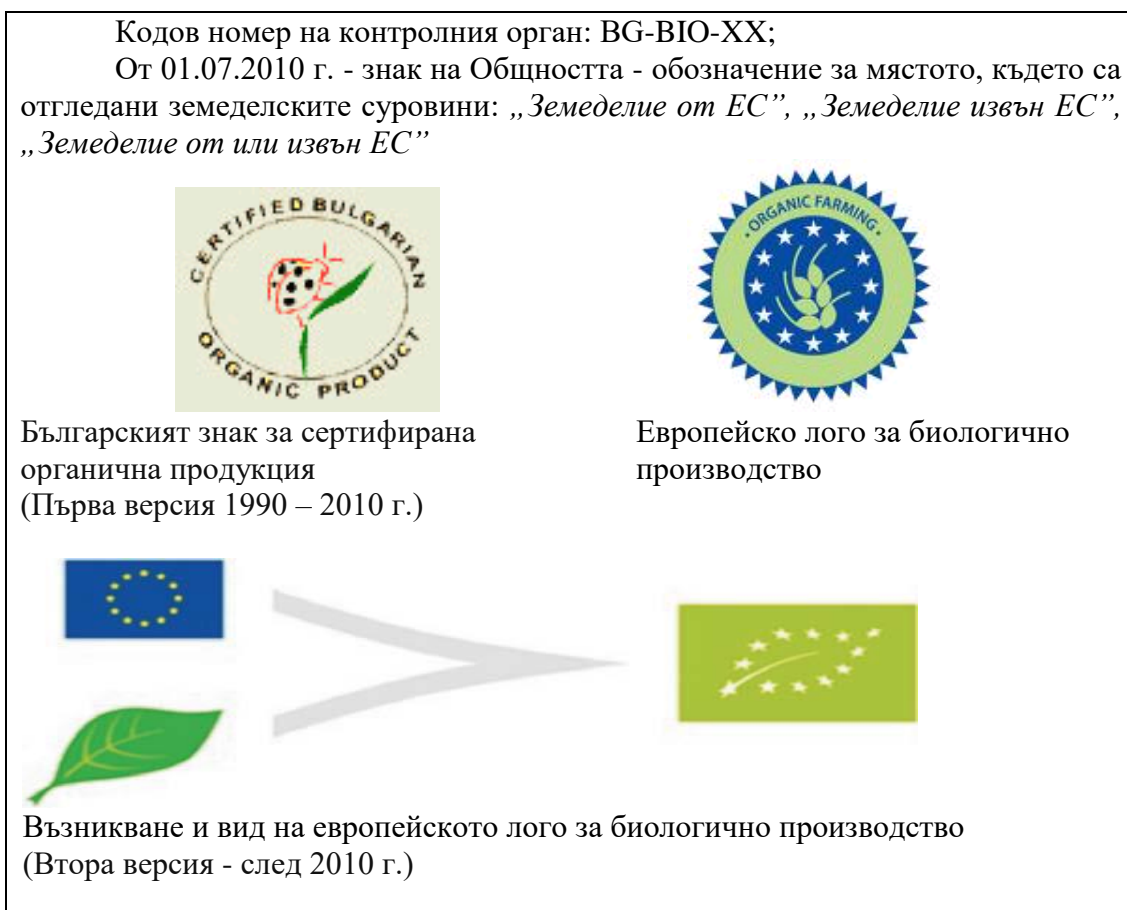 Кодов номер на контролния орган: BG-BIO-XX;
От 01.07.2010 г. - знак на Общността - обозначение за мястото, където са
отгледани земеделските суровини: „Земеделие от ЕС”, „Земеделие извън ЕС”,
„Земеделие от или извън ЕС”
CERTIFIED BULGARIAN
ORGANIC PRODUCT
· ORGANIC FARMING ·
Българският знак за сертифирана
органична продукция
(Първа версия 1990 – 2010 г.)
Европейско лого за биологично
производство
Възникване и вид на европейското лого за биологично производство
(Втора версия - след 2010 г.)